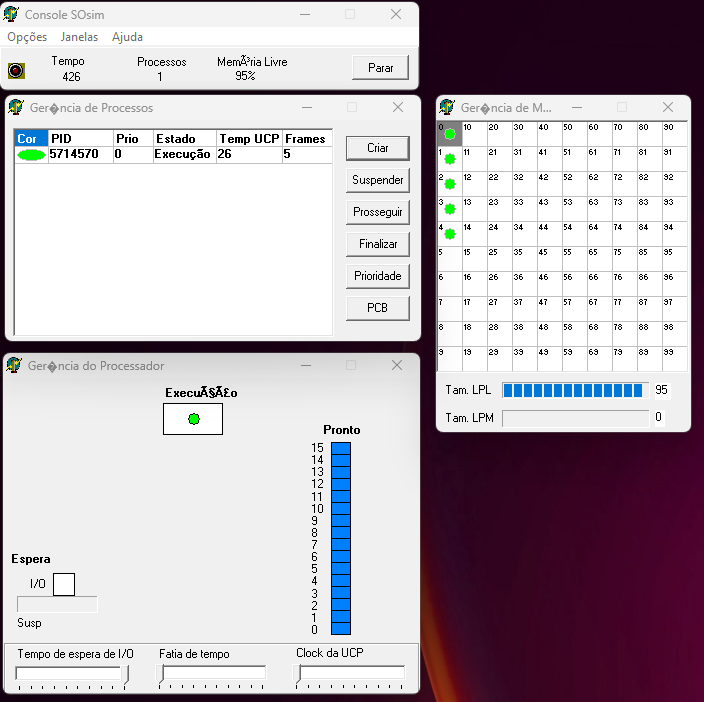 Console SOsim
Opções Janelas Ajuda
Tempo Processos MemÃ³ria Livre
426 1 95%
Parar
Ger�ncia de Processos
Cor PID Prio Estado Temp UCP Frames
5714570 0 Execução 26 5
Criar
Suspender
Prosseguir
Finalizar
Prioridade
PCB
Ger�ncia de M...
0 10 20 30 40 50 60 70 80 90
1 11 21 31 41 51 61 71 81 91
2 12 22 32 42 52 62 72 82 92
3 13 23 33 43 53 63 73 83 93
4 14 24 34 44 54 64 74 84 94
5 15 25 35 45 55 65 75 85 95
6 16 26 36 46 56 66 76 86 96
7 17 27 37 47 57 67 77 87 97
8 18 28 38 48 58 68 78 88 98
9 19 29 39 49 59 69 79 89 99
Tam. LPL 95
Tam. LPM 0
Ger�ncia do Processador
ExecuÃ§Ã£o
Pronto
15
14
13
12
11
10
9
8
7
6
5
4
3
2
1
0
Espera
I/O
Susp
Tempo de espera de I/O Fatia de tempo Clock da UCP